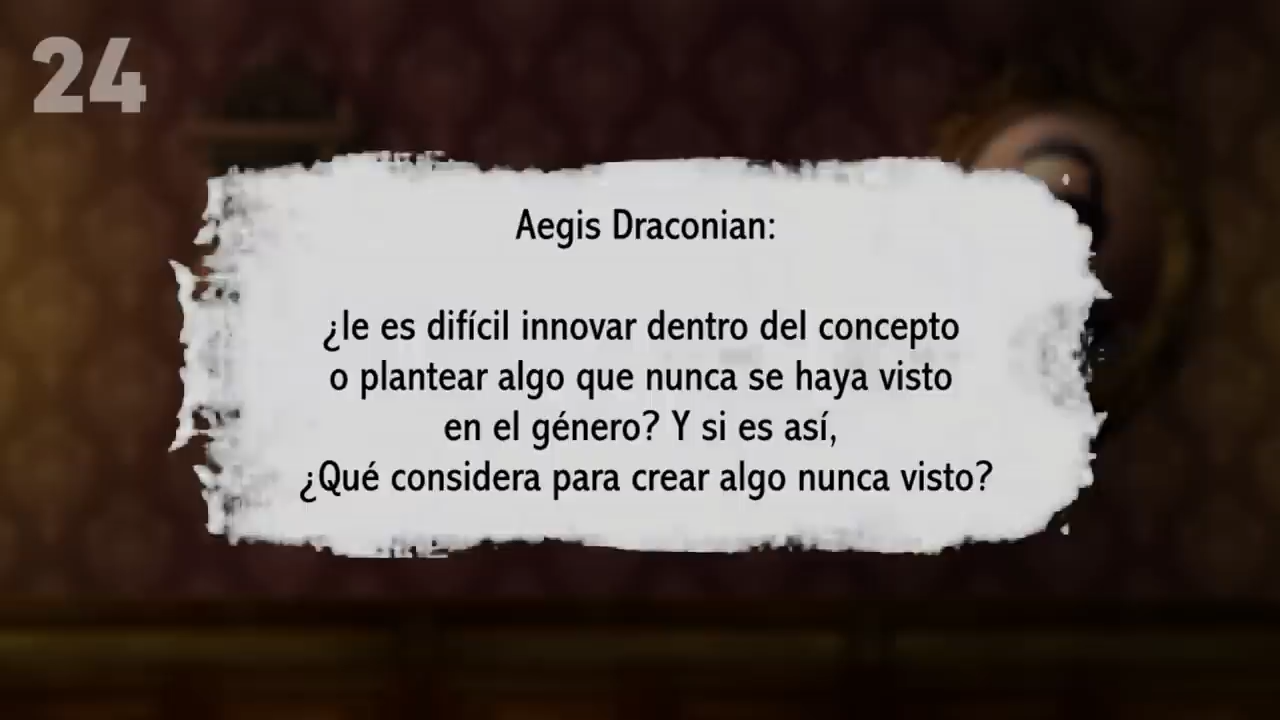 24
Aegis Draconian:
¿le es difícil innovar dentro del concepto
o plantear algo que nunca se haya visto
en el género? Y si es así,
¿Qué considera para crear algo nunca visto?